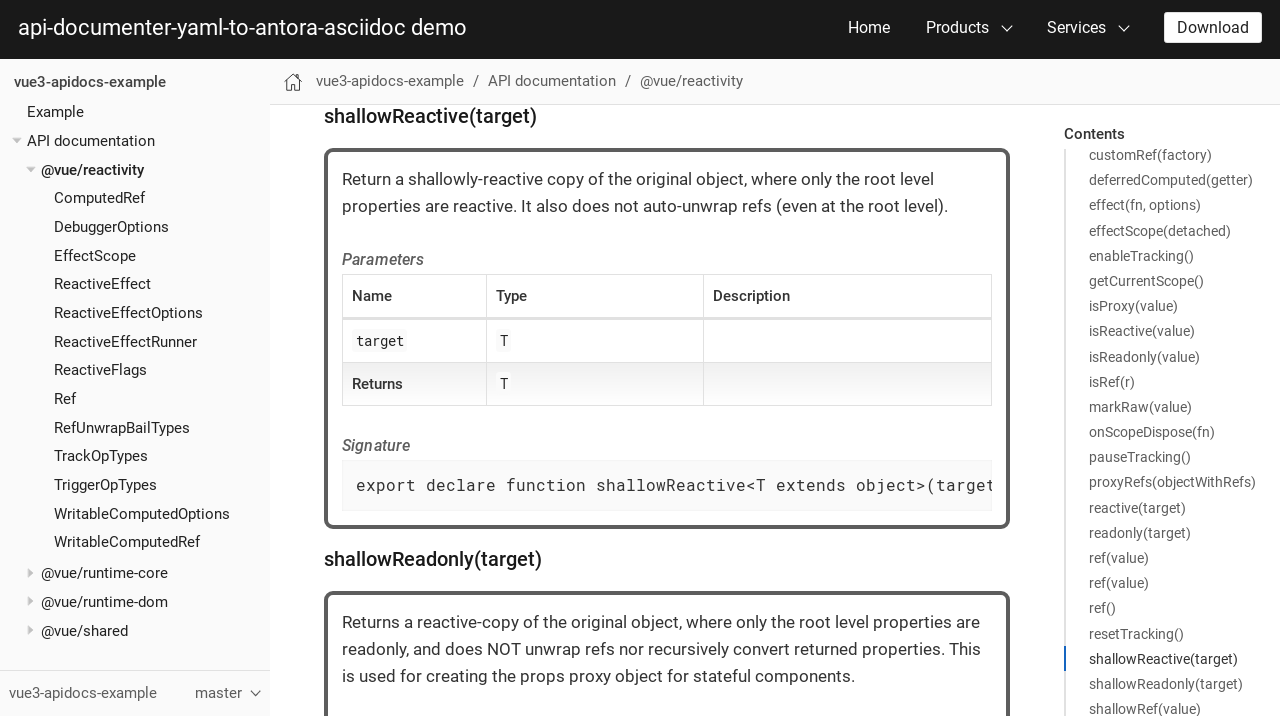 api-documenter-yaml-to-antora-asciidoc demo
Home
Products
Services
Download
vue3-apidocs-example
Example
API documentation
@vue/reactivity
ComputedRef
DebuggerOptions
EffectScope
ReactiveEffect
ReactiveEffectOptions
ReactiveEffectRunner
ReactiveFlags
Ref
RefUnwrapBailTypes
TrackOpTypes
TriggerOpTypes
WritableComputedOptions
WritableComputedRef
@vue/runtime-core
@vue/runtime-dom
@vue/shared
vue3-apidocs-example
master
vue3-apidocs-example / API documentation / @vue/reactivity
shallowReactive(target)
Return a shallowly-reactive copy of the original object, where only the root level
properties are reactive. It also does not auto-unwrap refs (even at the root level).
Parameters
Name Type Description
target T
Returns T
Signature
export declare function shallowReactive<T extends object>(target
shallowReadonly(target)
Returns a reactive-copy of the original object, where only the root level properties are
readonly, and does NOT unwrap refs nor recursively convert returned properties. This
is used for creating the props proxy object for stateful components.
Contents
customRef(factory)
deferredComputed(getter)
effect(fn, options)
effectScope(detached)
enableTracking()
getCurrentScope()
isProxy(value)
isReactive(value)
isReadonly(value)
isRef(r)
markRaw(value)
onScopeDispose(fn)
pauseTracking()
proxyRefs(objectWithRefs)
reactive(target)
readonly(target)
ref(value)
ref(value)
ref()
resetTracking()
shallowReactive(target)
shallowReadonly(target)
shallowRef(value)